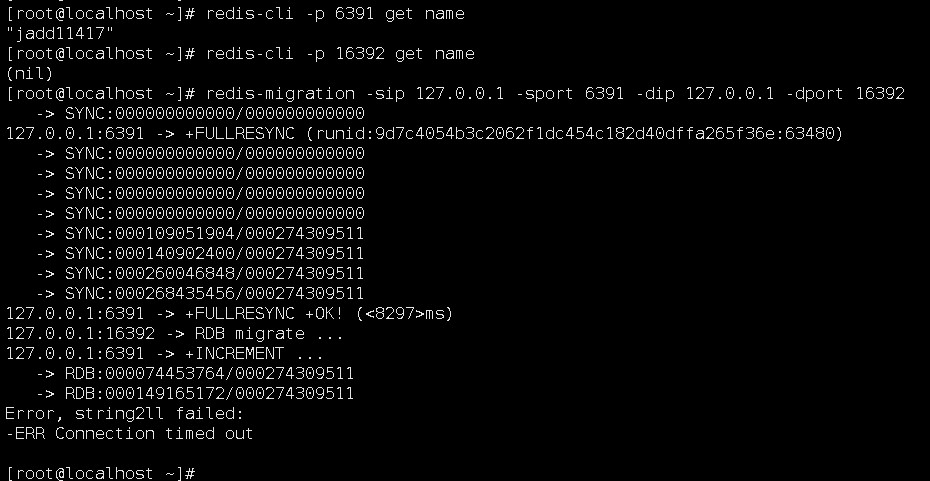 [root@localhost ~]# redis-cli -p 6391 get name
"jadd11417"
[root@localhost ~]# redis-cli -p 16392 get name
(nil)
[root@localhost ~]# redis-migration -sip 127.0.0.1 -sport 6391 -dip 127.0.0.1 -dport 16392
   -> SYNC:000000000000/000000000000
127.0.0.1:6391 -> +FULLRESYNC (runid:9d7c4054b3c2062f1dc454c182d40dffa265f36e:63480)
   -> SYNC:000000000000/000000000000
   -> SYNC:000000000000/000000000000
   -> SYNC:000000000000/000000000000
   -> SYNC:000000000000/000000000000
   -> SYNC:000109051904/000274309511
   -> SYNC:000140902400/000274309511
   -> SYNC:000260046848/000274309511
   -> SYNC:000268435456/000274309511
127.0.0.1:6391 -> +FULLRESYNC +OK! (<8297>ms)
127.0.0.1:16392 -> RDB migrate ...
127.0.0.1:6391 -> +INCREMENT ...
   -> RDB:000074453764/000274309511
   -> RDB:000149165172/000274309511
Error, string2ll failed:
-ERR Connection timed out
[root@localhost ~]#